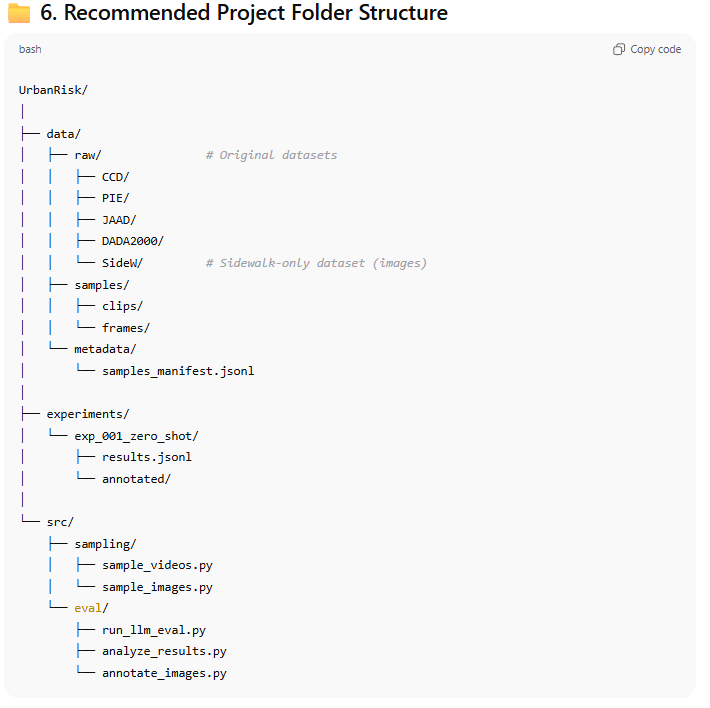 📁 6. Recommended Project Folder Structure
bash Copy code
UrbanRisk/
│
├── data/
│   ├── raw/               # Original datasets
│   │   ├── CCD/
│   │   ├── PIE/
│   │   ├── JAAD/
│   │   ├── DADA2000/
│   │   └── SideW/         # Sidewalk-only dataset (images)
│   ├── samples/
│   │   ├── clips/
│   │   └── frames/
│   └── metadata/
│       └── samples_manifest.jsonl
│
├── experiments/
│   └── exp_001_zero_shot/
│       ├── results.jsonl
│       └── annotated/
│
└── src/
    ├── sampling/
    │   ├── sample_videos.py
    │   └── sample_images.py
    └── eval/
        ├── run_llm_eval.py
        ├── analyze_results.py
        └── annotate_images.py